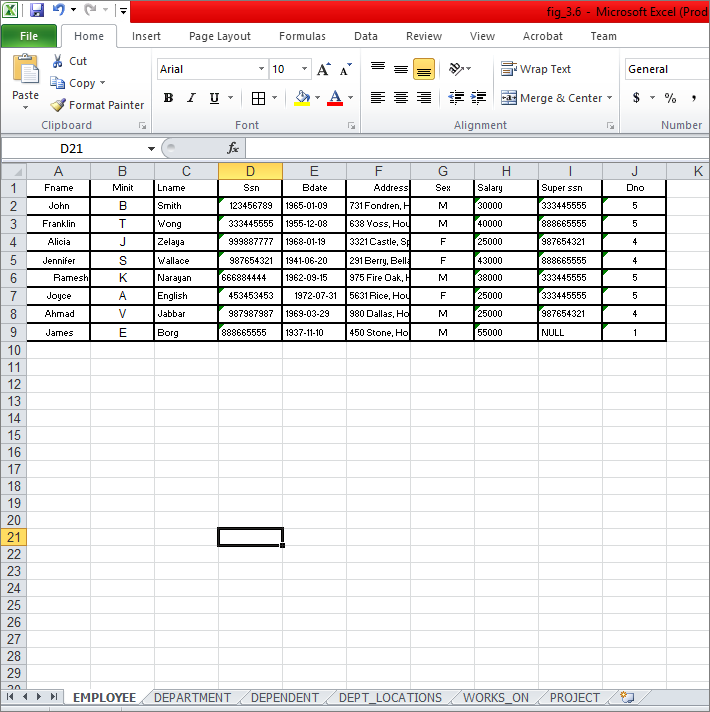 fig_3.6 - Microsoft Excel (Prod
File Home Insert Page Layout Formulas Data Review View Acrobat Team
Paste Cut Arial 10 A A Wrap Text General
Copy
Format Painter B I U A Merge & Center $ % ,
Clipboard Font Alignment Number
D21 fx
A B C D E F G H I J K
1 Fname Minit Lname Ssn Bdate Address Sex Salary Super ssn Dno
2 John B Smith 123456789 1965-01-09 731 Fondren, H M 30000 333445555 5
3 Franklin T Wong 333445555 1955-12-08 638 Voss, Hou M 40000 888665555 5
4 Alicia J Zelaya 999887777 1968-01-19 3321 Castle, Sp F 25000 987654321 4
5 Jennifer S Wallace 987654321 1941-06-20 291 Berry, Bella F 43000 888665555 4
6 Ramesh K Narayan 666884444 1962-09-15 975 Fire Oak, H M 38000 333445555 5
7 Joyce A English 453453453 1972-07-31 5631 Rice, Hou F 25000 333445555 5
8 Ahmad V Jabbar 987987987 1969-03-29 980 Dallas, Ho M 25000 987654321 4
9 James E Borg 888665555 1937-11-10 450 Stone, Ho M 55000 NULL 1
10
11
12
13
14
15
16
17
18
19
20
21
22
23
24
25
26
27
28
29
EMPLOYEE DEPARTMENT DEPENDENT DEPT_LOCATIONS WORKS_ON PROJECT